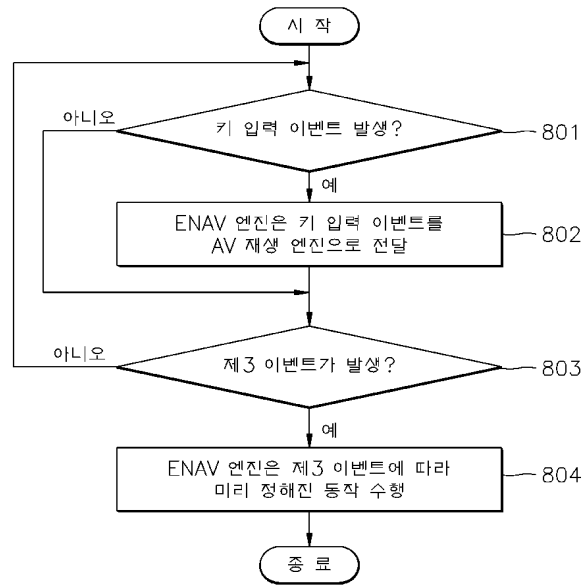 시 작
아니오
키 입력 이벤트 발생?
801
예
ENAV 엔진은 키 입력 이벤트를
AV 재생 엔진으로 전달
802
아니오
제3 이벤트가 발생?
803
예
ENAV 엔진은 제3 이벤트에 따라
미리 정해진 동작 수행
804
종 료